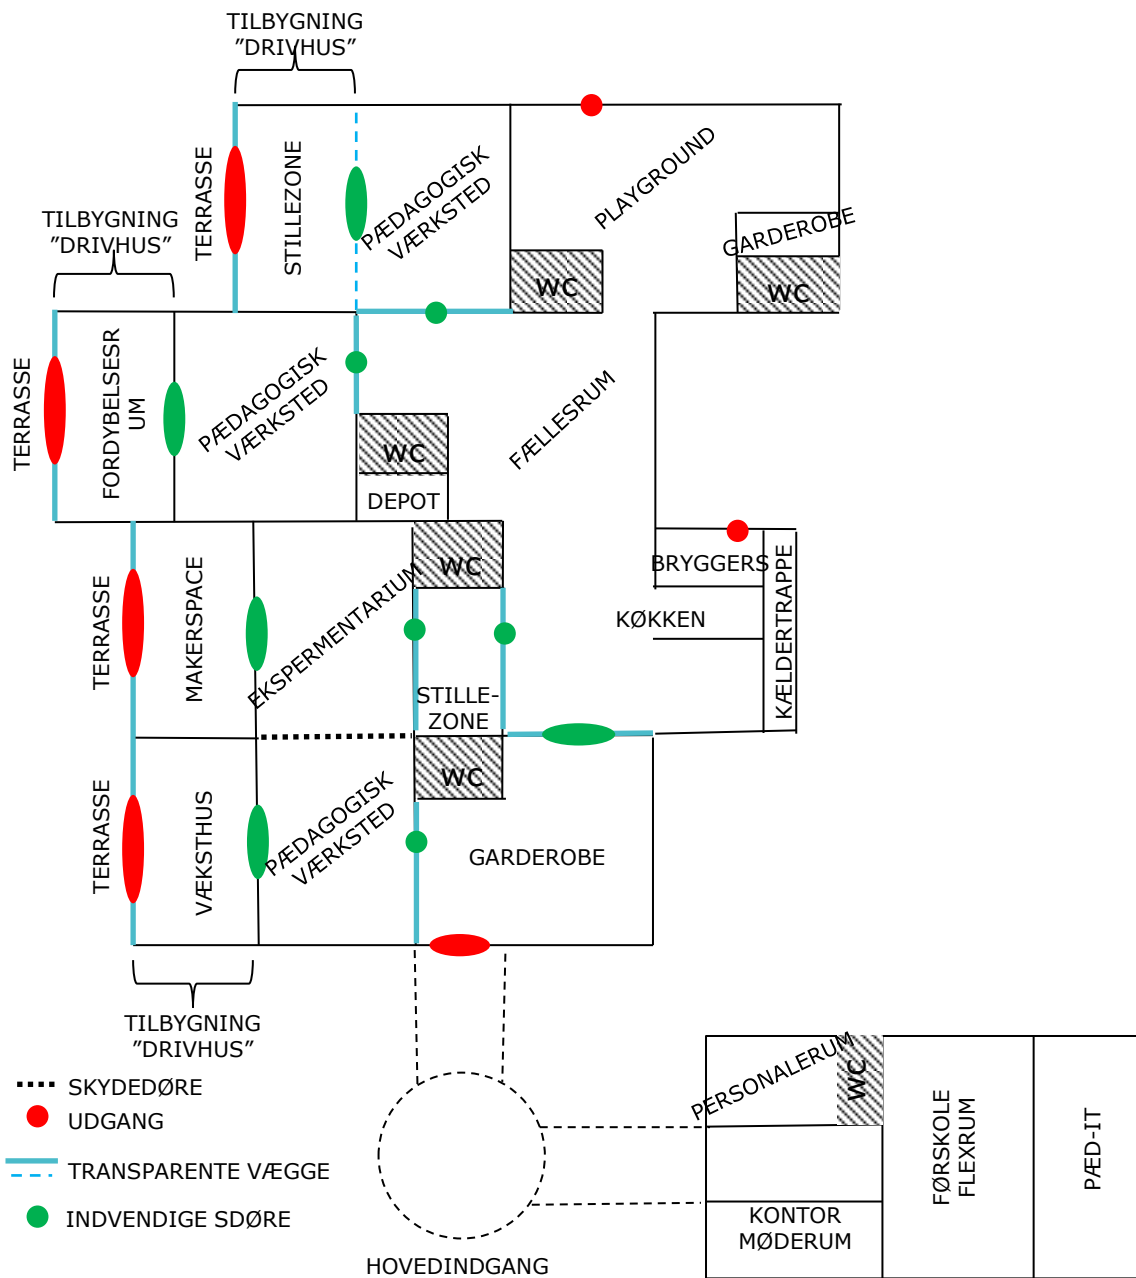 TILBYGNING
”DRIVHUS”
TERRASSE
STILLEZONE
PÆDAGOGISK
VÆRKSTED
PLAYGROUND
GARDEROBE
WC
WC
TILBYGNING
”DRIVHUS”
TERRASSE
FORDYBELSESR
UM
PÆDAGOGISK
VÆRKSTED
WC
DEPOT
FÆLLESRUM
TERRASSE
MAKERSPACE
EKSPERMENTARIUM
WC
STILLE-
ZONE
BRYGGERS
KØKKEN
KÆLDERTRAPPE
TERRASSE
VÆKSTHUS
PÆDAGOGISK
VÆRKSTED
WC
GARDEROBE
TILBYGNING
”DRIVHUS”
SKYDEDØRE
UDGANG
TRANSPARENTE VÆGGE
INDVENDIGE SDØRE
HOVEDINDGANG
PERSONALERUM
WC
KONTOR
MØDERUM
FØRSKOLE
FLEXRUM
PÆD-IT